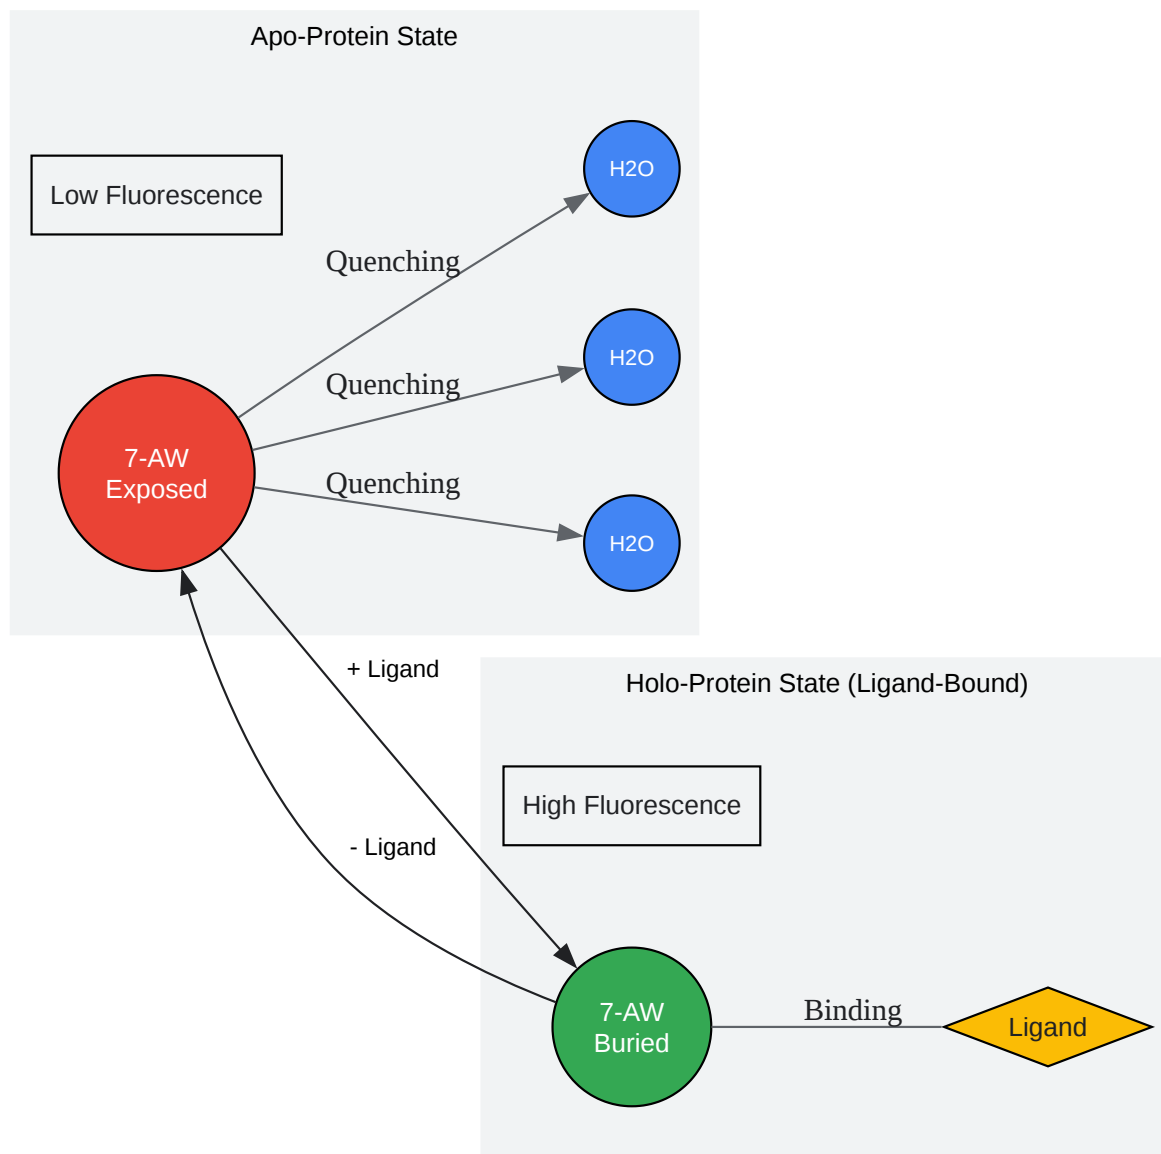 Apo-Protein State
H2O
Low Fluorescence
Quenching
H2O
Quenching
7-AW
Exposed
Quenching
H2O
+ Ligand
Holo-Protein State (Ligand-Bound)
High Fluorescence
- Ligand
7-AW
Buried
Binding
Ligand